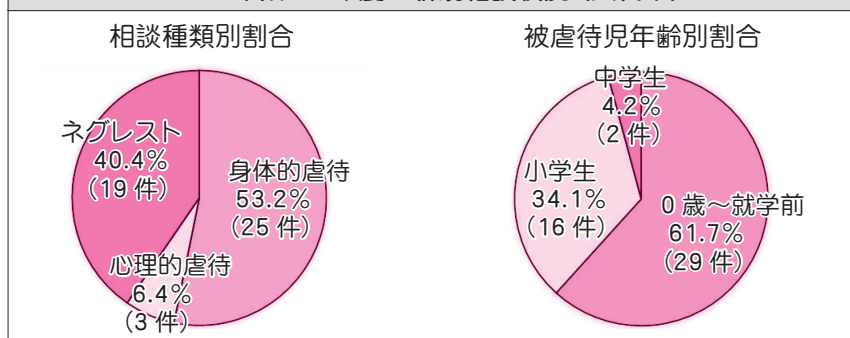 相談種類別割合
ネグレスト
40.4%
(19 件)
身体的虐待
53.2%
(25 件)
心理的虐待
6.4%
(3 件)
被虐待児年齢別割合
中学生
4.2%
(2 件)
小学生
34.1%
(16 件)
0 歳～就学前
61.7%
(29 件)